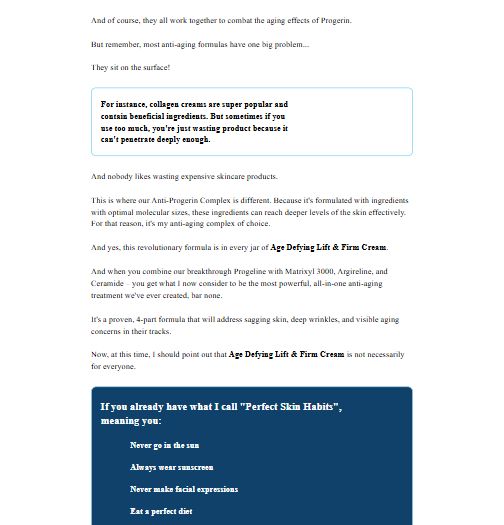 And of course, they all work together to combat the aging effects of Progerin.
But remember, most anti-aging formulas have one big problem...
They sit on the surface!
For instance, collagen creams are super popular and
contain beneficial ingredients. But sometimes if you
use too much, you're just wasting product because it
can't penetrate deeply enough.
And nobody likes wasting expensive skincare products.
This is where our Anti-Progerin Complex is different. Because it's formulated with ingredients
with optimal molecular sizes, these ingredients can reach deeper levels of the skin effectively.
For that reason, it's my anti-aging complex of choice.
And yes, this revolutionary formula is in every jar of Age Defying Lift & Firm Cream.
And when you combine our breakthrough Progeline with Matrixyl 3000, Argireline, and
Ceramide – you get what I now consider to be the most powerful, all-in-one anti-aging
treatment we've ever created, bar none.
It's a proven, 4-part formula that will address sagging skin, deep wrinkles, and visible aging
concerns in their tracks.
Now, at this time, I should point out that Age Defying Lift & Firm Cream is not necessarily
for everyone.
If you already have what I call "Perfect Skin Habits",
meaning you:
Never go in the sun
Always wear sunscreen
Never make facial expressions
Eat a perfect diet